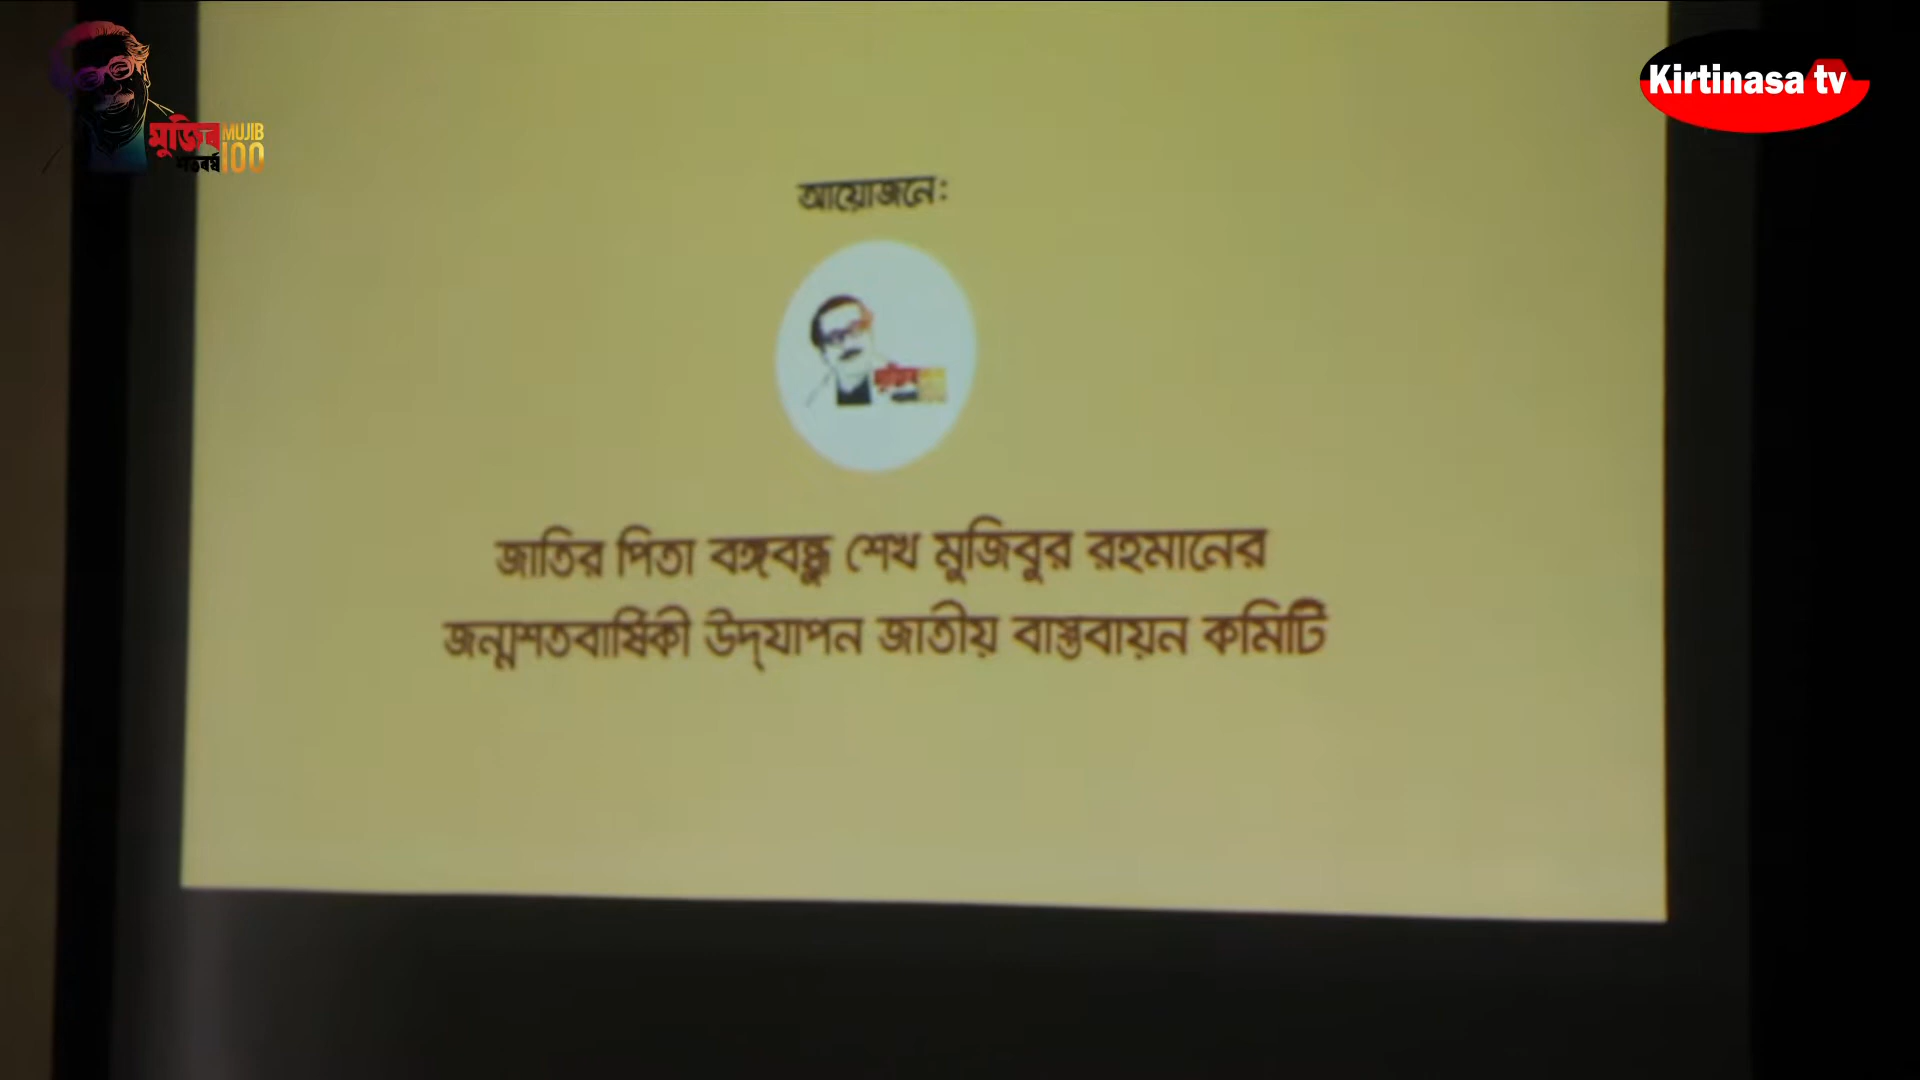 মুজিব MUJIB
শতবর্ষ 100
Kirtinasa tv
আয়োজনে:
জাতির পিতা বঙ্গবন্ধু শেখ মুজিবুর রহমানের
জন্মশতবার্ষিকী উদ্‌যাপন জাতীয় বাস্তবায়ন কমিটি